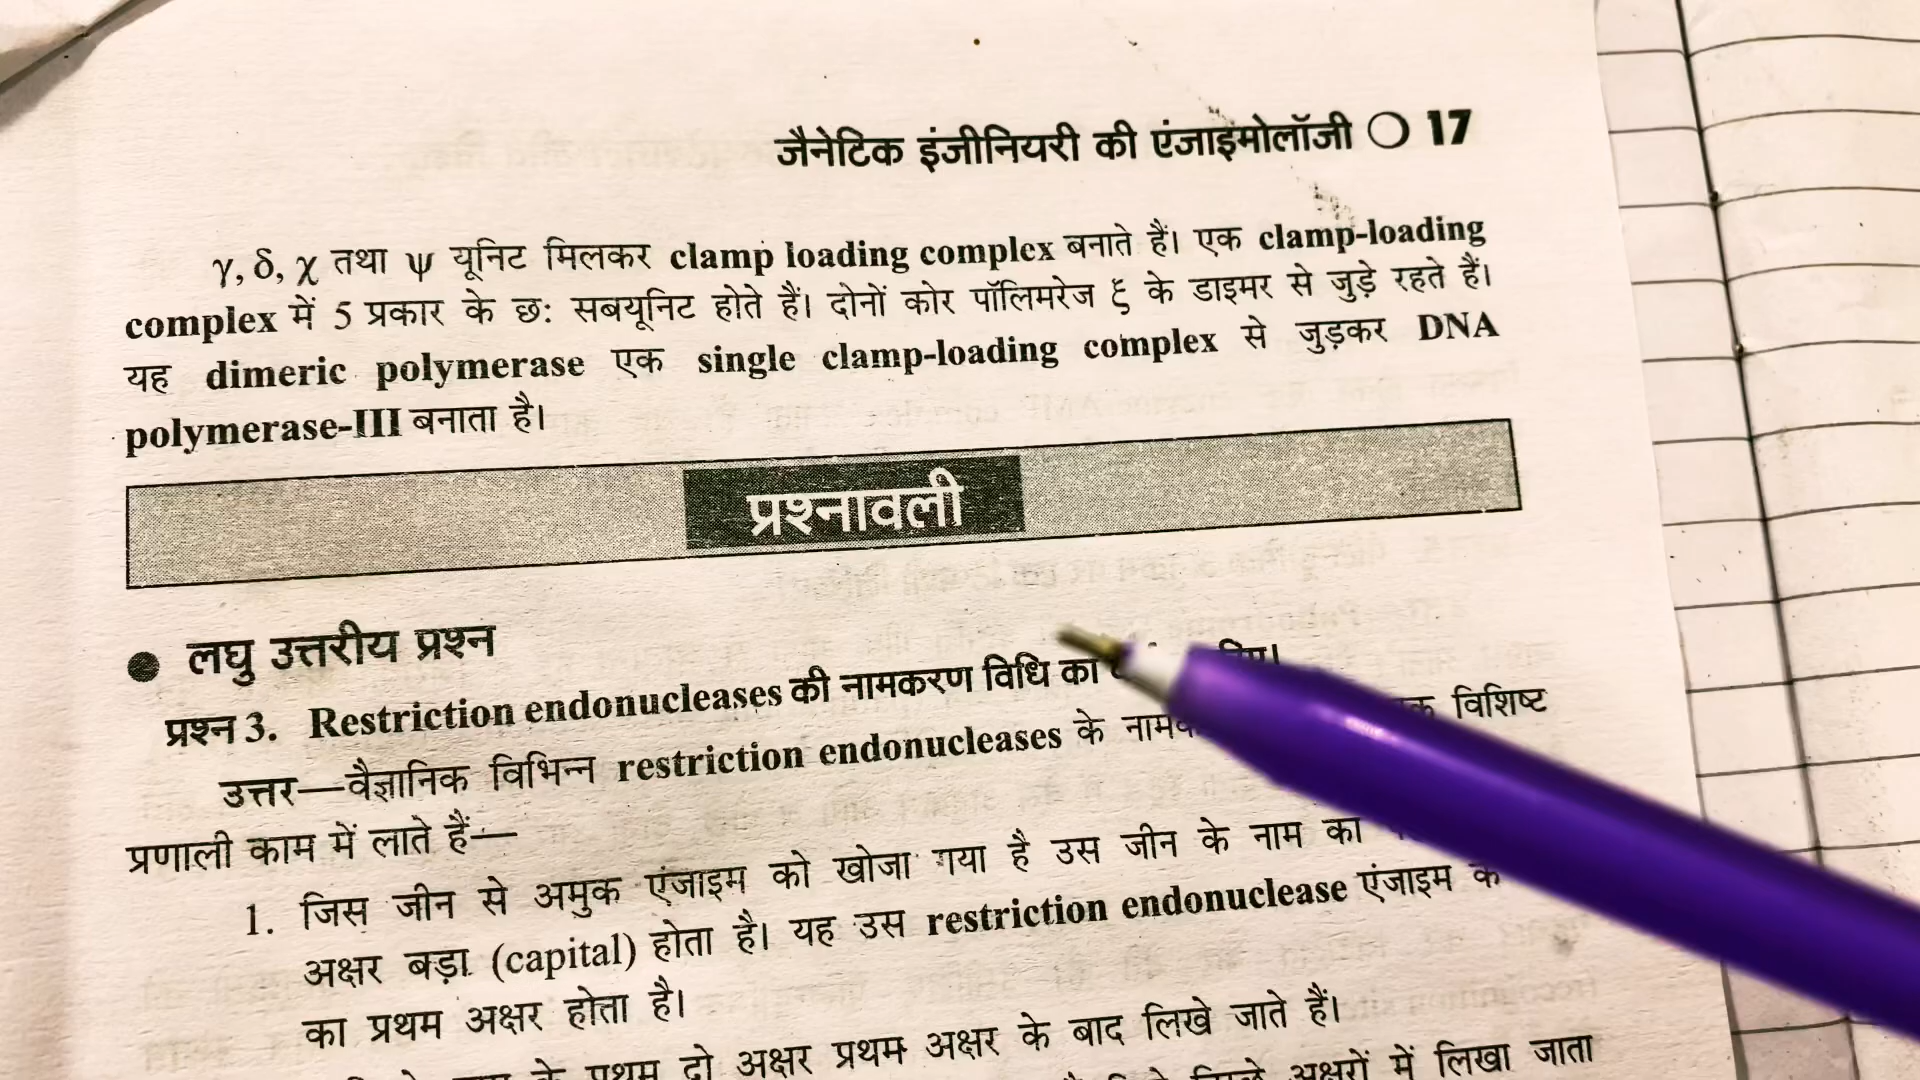 जैनेटिक इंजीनियरी की एंजाइमोलॉजी ○ 17
γ, δ, χ तथा ψ यूनिट मिलकर clamp loading complex बनाते हैं। एक clamp-loading
complex में 5 प्रकार के छः सबयूनिट होते हैं। दोनों कोर पॉलिमरेज ξ के डाइमर से जुड़े रहते हैं।
यह dimeric polymerase एक single clamp-loading complex से जुड़कर DNA
polymerase-III बनाता है।
प्रश्नावली
● लघु उत्तरीय प्रश्न
प्रश्न 3. Restriction endonucleases की नामकरण विधि का
उत्तर—वैज्ञानिक विभिन्न restriction endonucleases के विशिष्ट
प्रणाली काम में लाते हैं—
1. जिस जीन से अमुक एंजाइम को खोजा गया है उस जीन के नाम का
अक्षर बड़ा (capital) होता है। यह उस restriction endonuclease एंजाइम
का प्रथम अक्षर होता है।
के प्रथम दो अक्षर प्रथम अक्षर के बाद लिखे जाते हैं।
अक्षरों में लिखा जाता